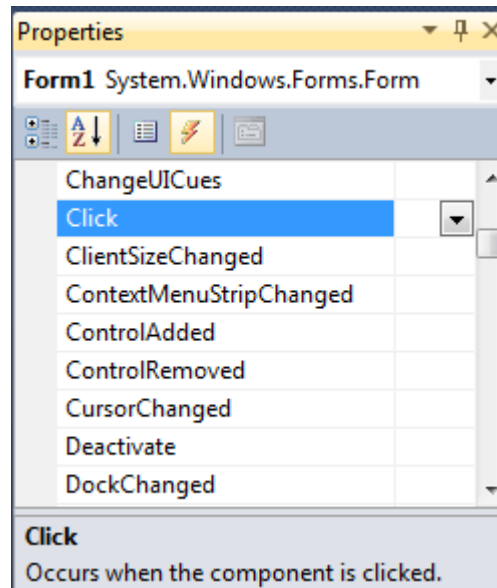 Properties
Form1 System.Windows.Forms.Form
A
Z
ChangeUICues
Click
ClientSizeChanged
ContextMenuStripChanged
ControlAdded
ControlRemoved
CursorChanged
Deactivate
DockChanged
Click
Occurs when the component is clicked.